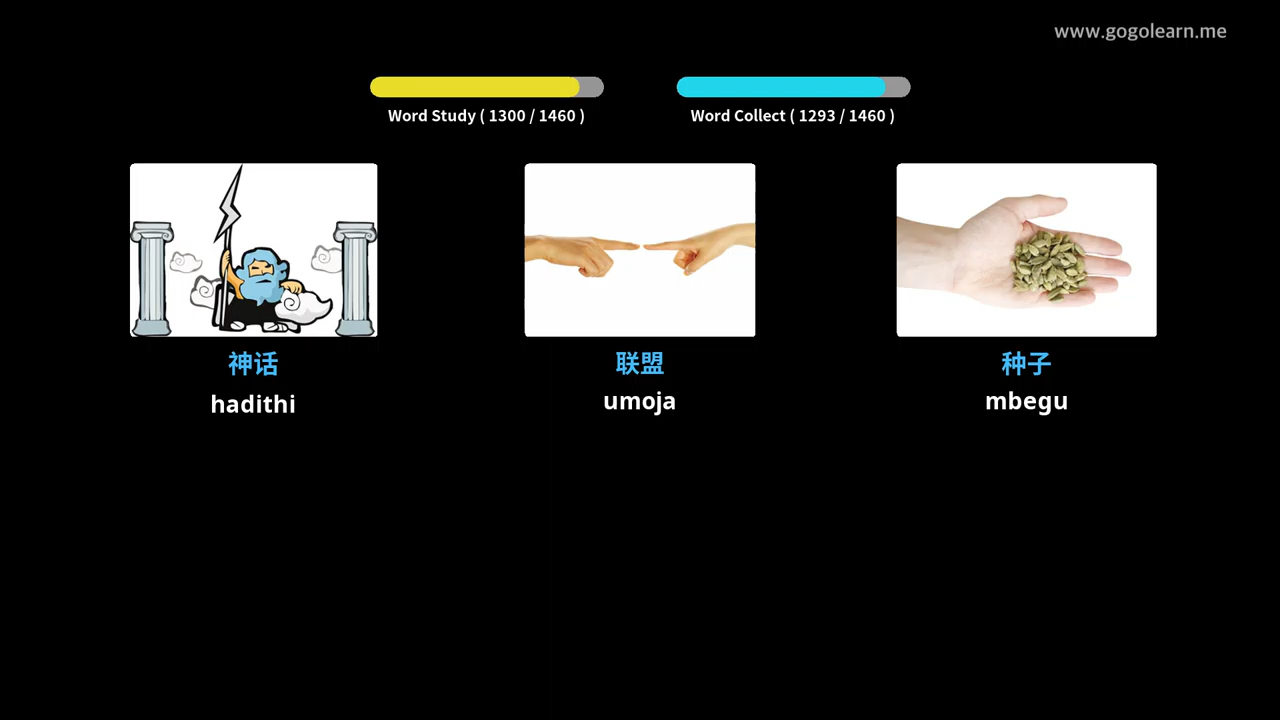 www.gogolearn.me
Word Study ( 1300 / 1460 )
Word Collect ( 1293 / 1460 )
神话
联盟
种子
hadithi
umoja
mbegu